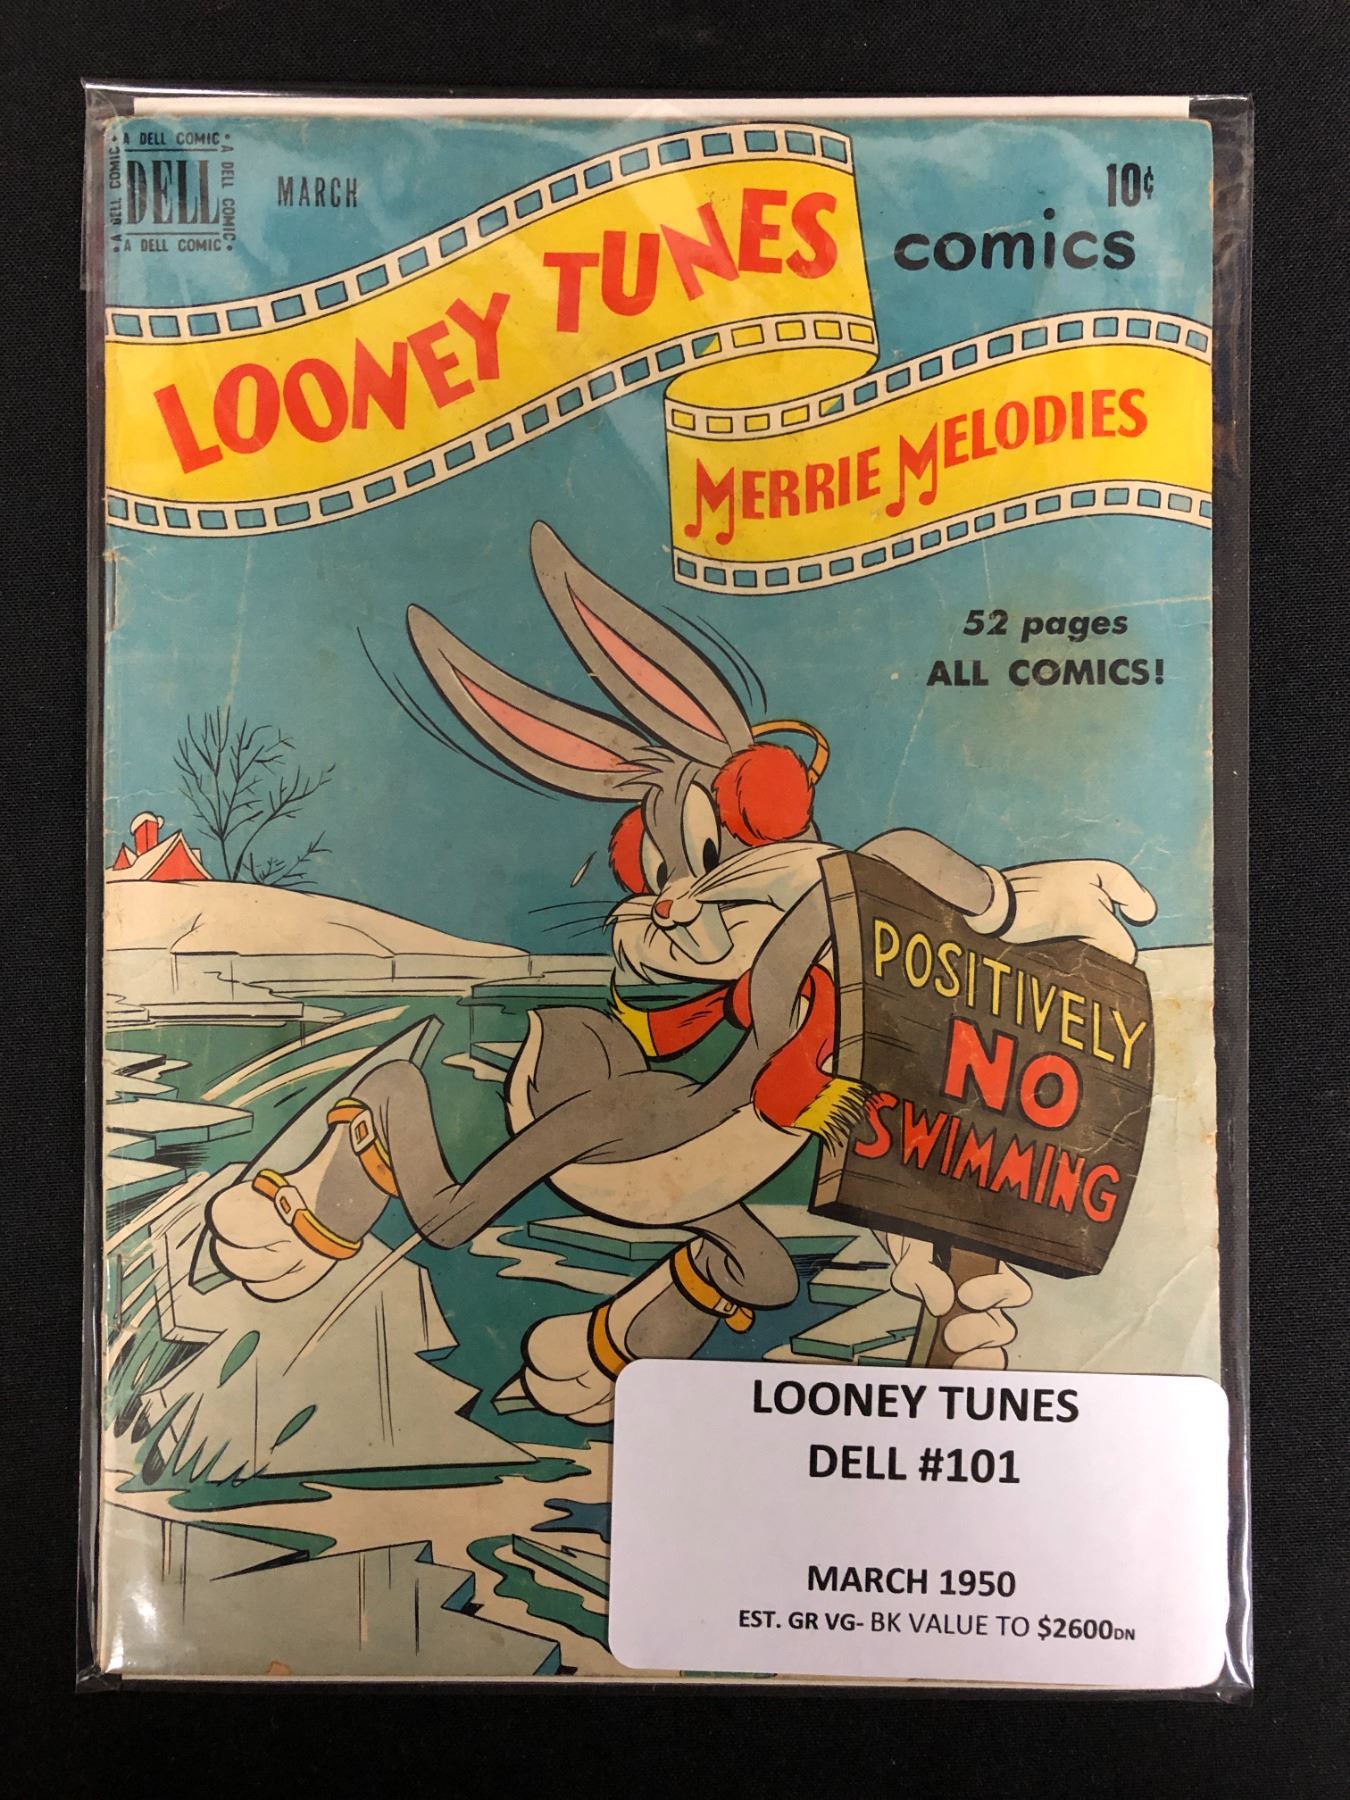 A DELL COMIC
A DELL COMIC
DELL
A DELL COMIC
A DELL COMIC
MARCH
10¢
LOONEY TUNES
comics
MERRIE MELODIES
52 pages
ALL COMICS!
POSITIVELY
NO
SWIMMING
LOONEY TUNES
DELL #101
MARCH 1950
EST. GR VG- BK VALUE TO $2600DN